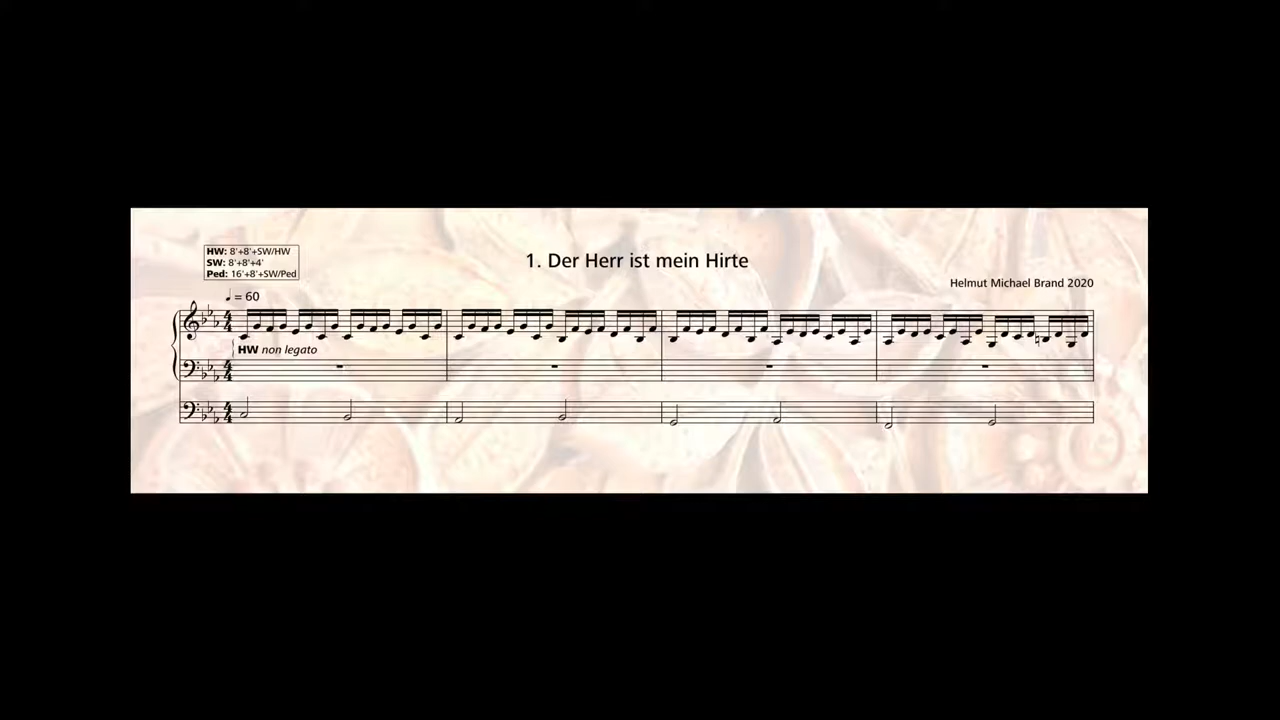 HW: 8'+8'+SW/HW
SW: 8'+8'+4'
Ped: 16'+8'+SW/Ped
1. Der Herr ist mein Hirte
Helmut Michael Brand 2020
♩ = 60
HW non legato